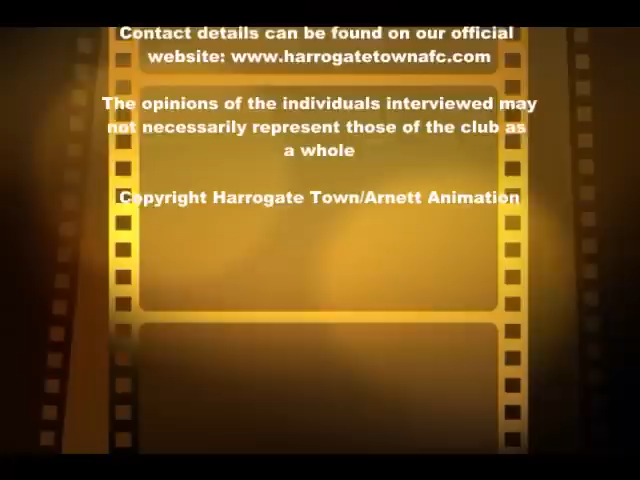 Contact details can be found on our official
website: www.harrogatetownafc.com
The opinions of the individuals interviewed may
not necessarily represent those of the club as
a whole
Copyright Harrogate Town/Arnett Animation